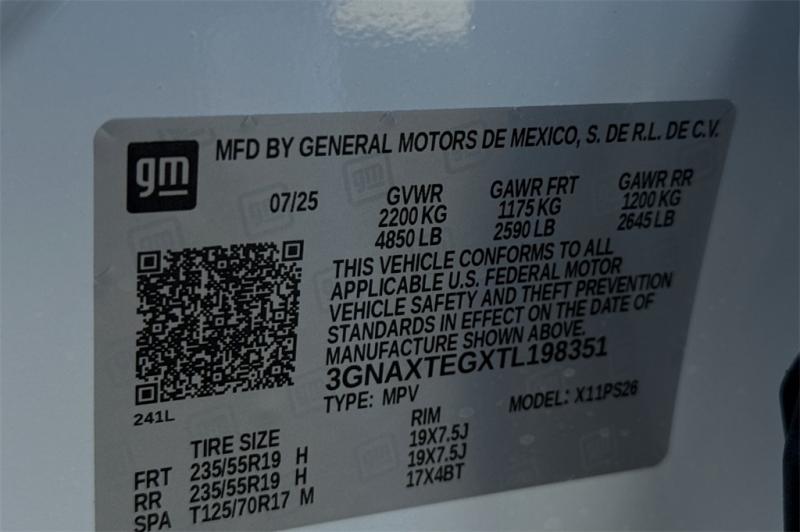 gm
MFD BY GENERAL MOTORS DE MEXICO, S. DE R.L. DE C.V.
07/25 GVWR GAWR FRT GAWR RR
2200 KG 1175 KG 1200 KG
4850 LB 2590 LB 2645 LB
THIS VEHICLE CONFORMS TO ALL
APPLICABLE U.S. FEDERAL MOTOR
VEHICLE SAFETY AND THEFT PREVENTION
STANDARDS IN EFFECT ON THE DATE OF
MANUFACTURE SHOWN ABOVE.
3GNAXTEGXTL198351
241L TYPE: MPV MODEL: X11PS26
TIRE SIZE RIM
FRT 235/55R19 H 19X7.5J
RR 235/55R19 H 19X7.5J
SPA T125/70R17 M 17X4BT